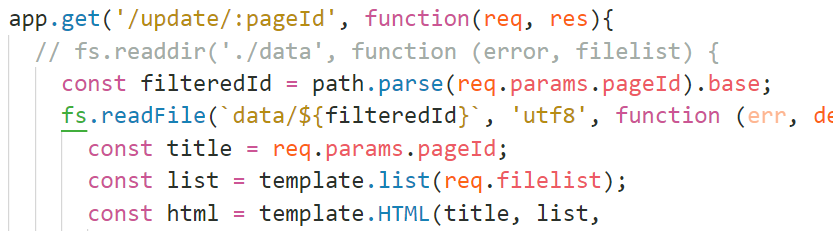 app.get('/update/:pageId', function(req, res){
// fs.readdir('./data', function (error, filelist) {
const filteredId = path.parse(req.params.pageId).base;
fs.readFile(`data/${filteredId}`, 'utf8', function (err, de
const title = req.params.pageId;
const list = template.list(req.filelist);
const html = template.HTML(title, list,